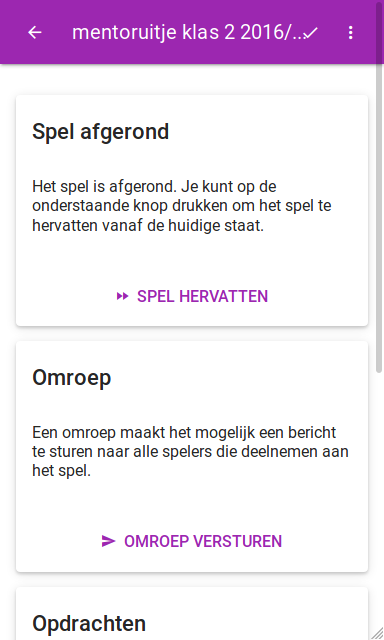 mentoruitje klas 2 2016/...
Spel afgerond
Het spel is afgerond. Je kunt op de
onderstaande knop drukken om het spel te
hervatten vanaf de huidige staat.
SPEL HERVATTEN
Omroep
Een omroep maakt het mogelijk een bericht
te sturen naar alle spelers die deelnemen aan
het spel.
OMROEP VERSTUREN
Opdrachten